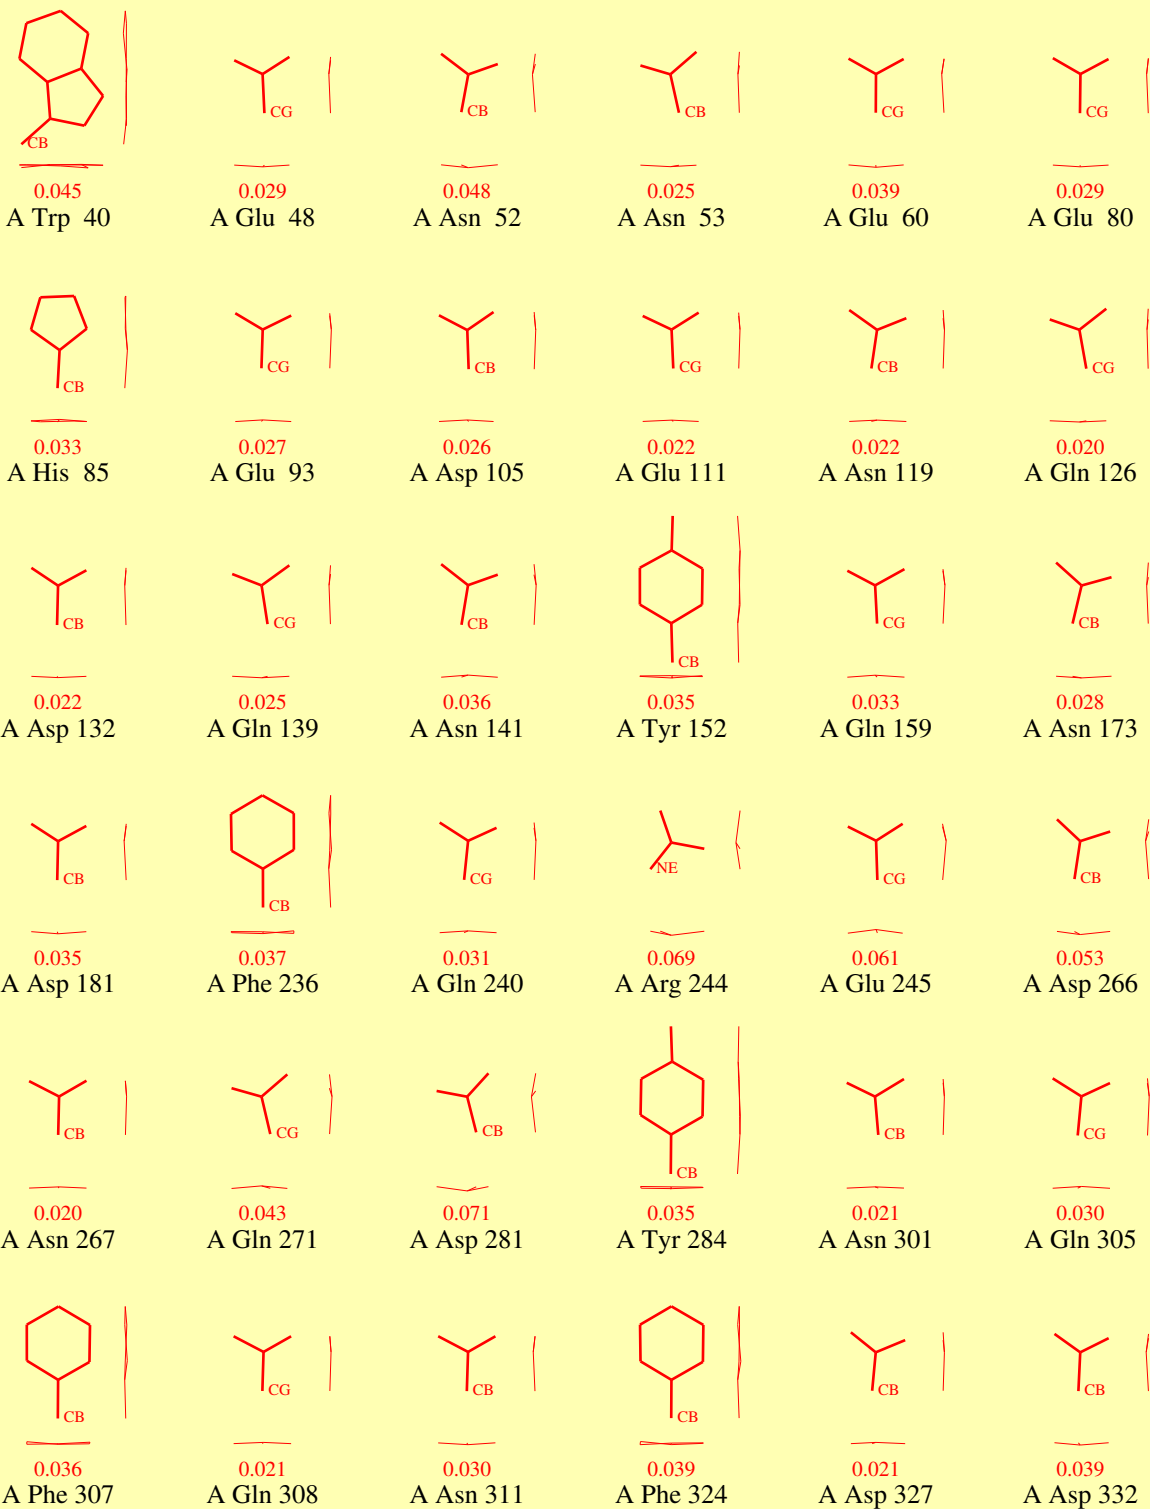 CB CG CB CB CG CG
0.045 0.029 0.048 0.025 0.039 0.029
A Trp 40 A Glu 48 A Asn 52 A Asn 53 A Glu 60 A Glu 80
CB CG CB CG CB CG
0.033 0.027 0.026 0.022 0.022 0.020
A His 85 A Glu 93 A Asp 105 A Glu 111 A Asn 119 A Gln 126
CB CG CB CB CG CB
0.022 0.025 0.036 0.035 0.033 0.028
A Asp 132 A Gln 139 A Asn 141 A Tyr 152 A Gln 159 A Asn 173
CB CB CG NE CG CB
0.035 0.037 0.031 0.069 0.061 0.053
A Asp 181 A Phe 236 A Gln 240 A Arg 244 A Glu 245 A Asp 266
CB CG CB CB CB CG
0.020 0.043 0.071 0.035 0.021 0.030
A Asn 267 A Gln 271 A Asp 281 A Tyr 284 A Asn 301 A Gln 305
CB CG CB CB CB CB
0.036 0.021 0.030 0.039 0.021 0.039
A Phe 307 A Gln 308 A Asn 311 A Phe 324 A Asp 327 A Asp 332